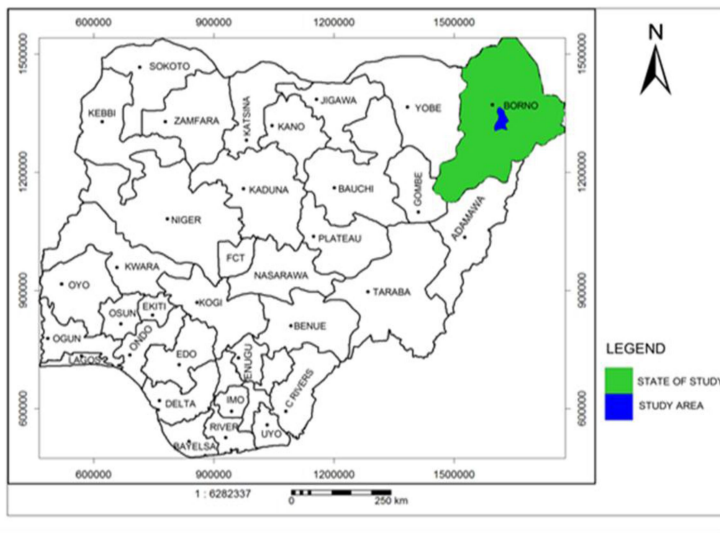 600000 900000 1200000 1500000
N
1500000 1500000
SOKOTO
KEBBI
ZAMFARA
KATSINA
KANO
JIGAWA
YOBE
BORNO
1200000 1200000
KADUNA
BAUCHI
GOMBE
ADAMAWA
NIGER
PLATEAU
FCT
NASARAWA
KWARA
TARABA
900000 900000
OYO
KOGI
OSUN
EKITI
ONDO
BENUE
OGUN
LAGOS
EDO
ENUGU
C RIVERS
DELTA
IMO
600000 600000
RIVER
UYO
BAYELSA
LEGEND
STATE OF STUDY
STUDY AREA
600000 900000 1200000 1500000
1 : 6282337
0 250 km